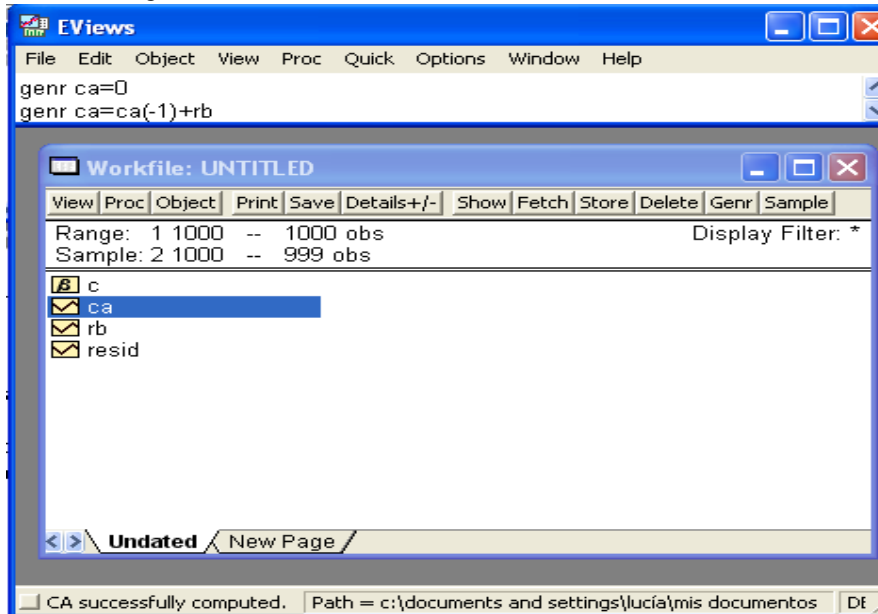 EViews
File Edit Object View Proc Quick Options Window Help
genr ca=0
genr ca=ca(-1)+rb
Workfile: UNTITLED
View Proc Object Print Save Details+/- Show Fetch Store Delete Genr Sample
Range: 1 1000 -- 1000 obs Display Filter: *
Sample: 2 1000 -- 999 obs
β c
ca
rb
resid
Undated New Page
CA successfully computed. Path = c:\documents and settings\lucía\mis documentos